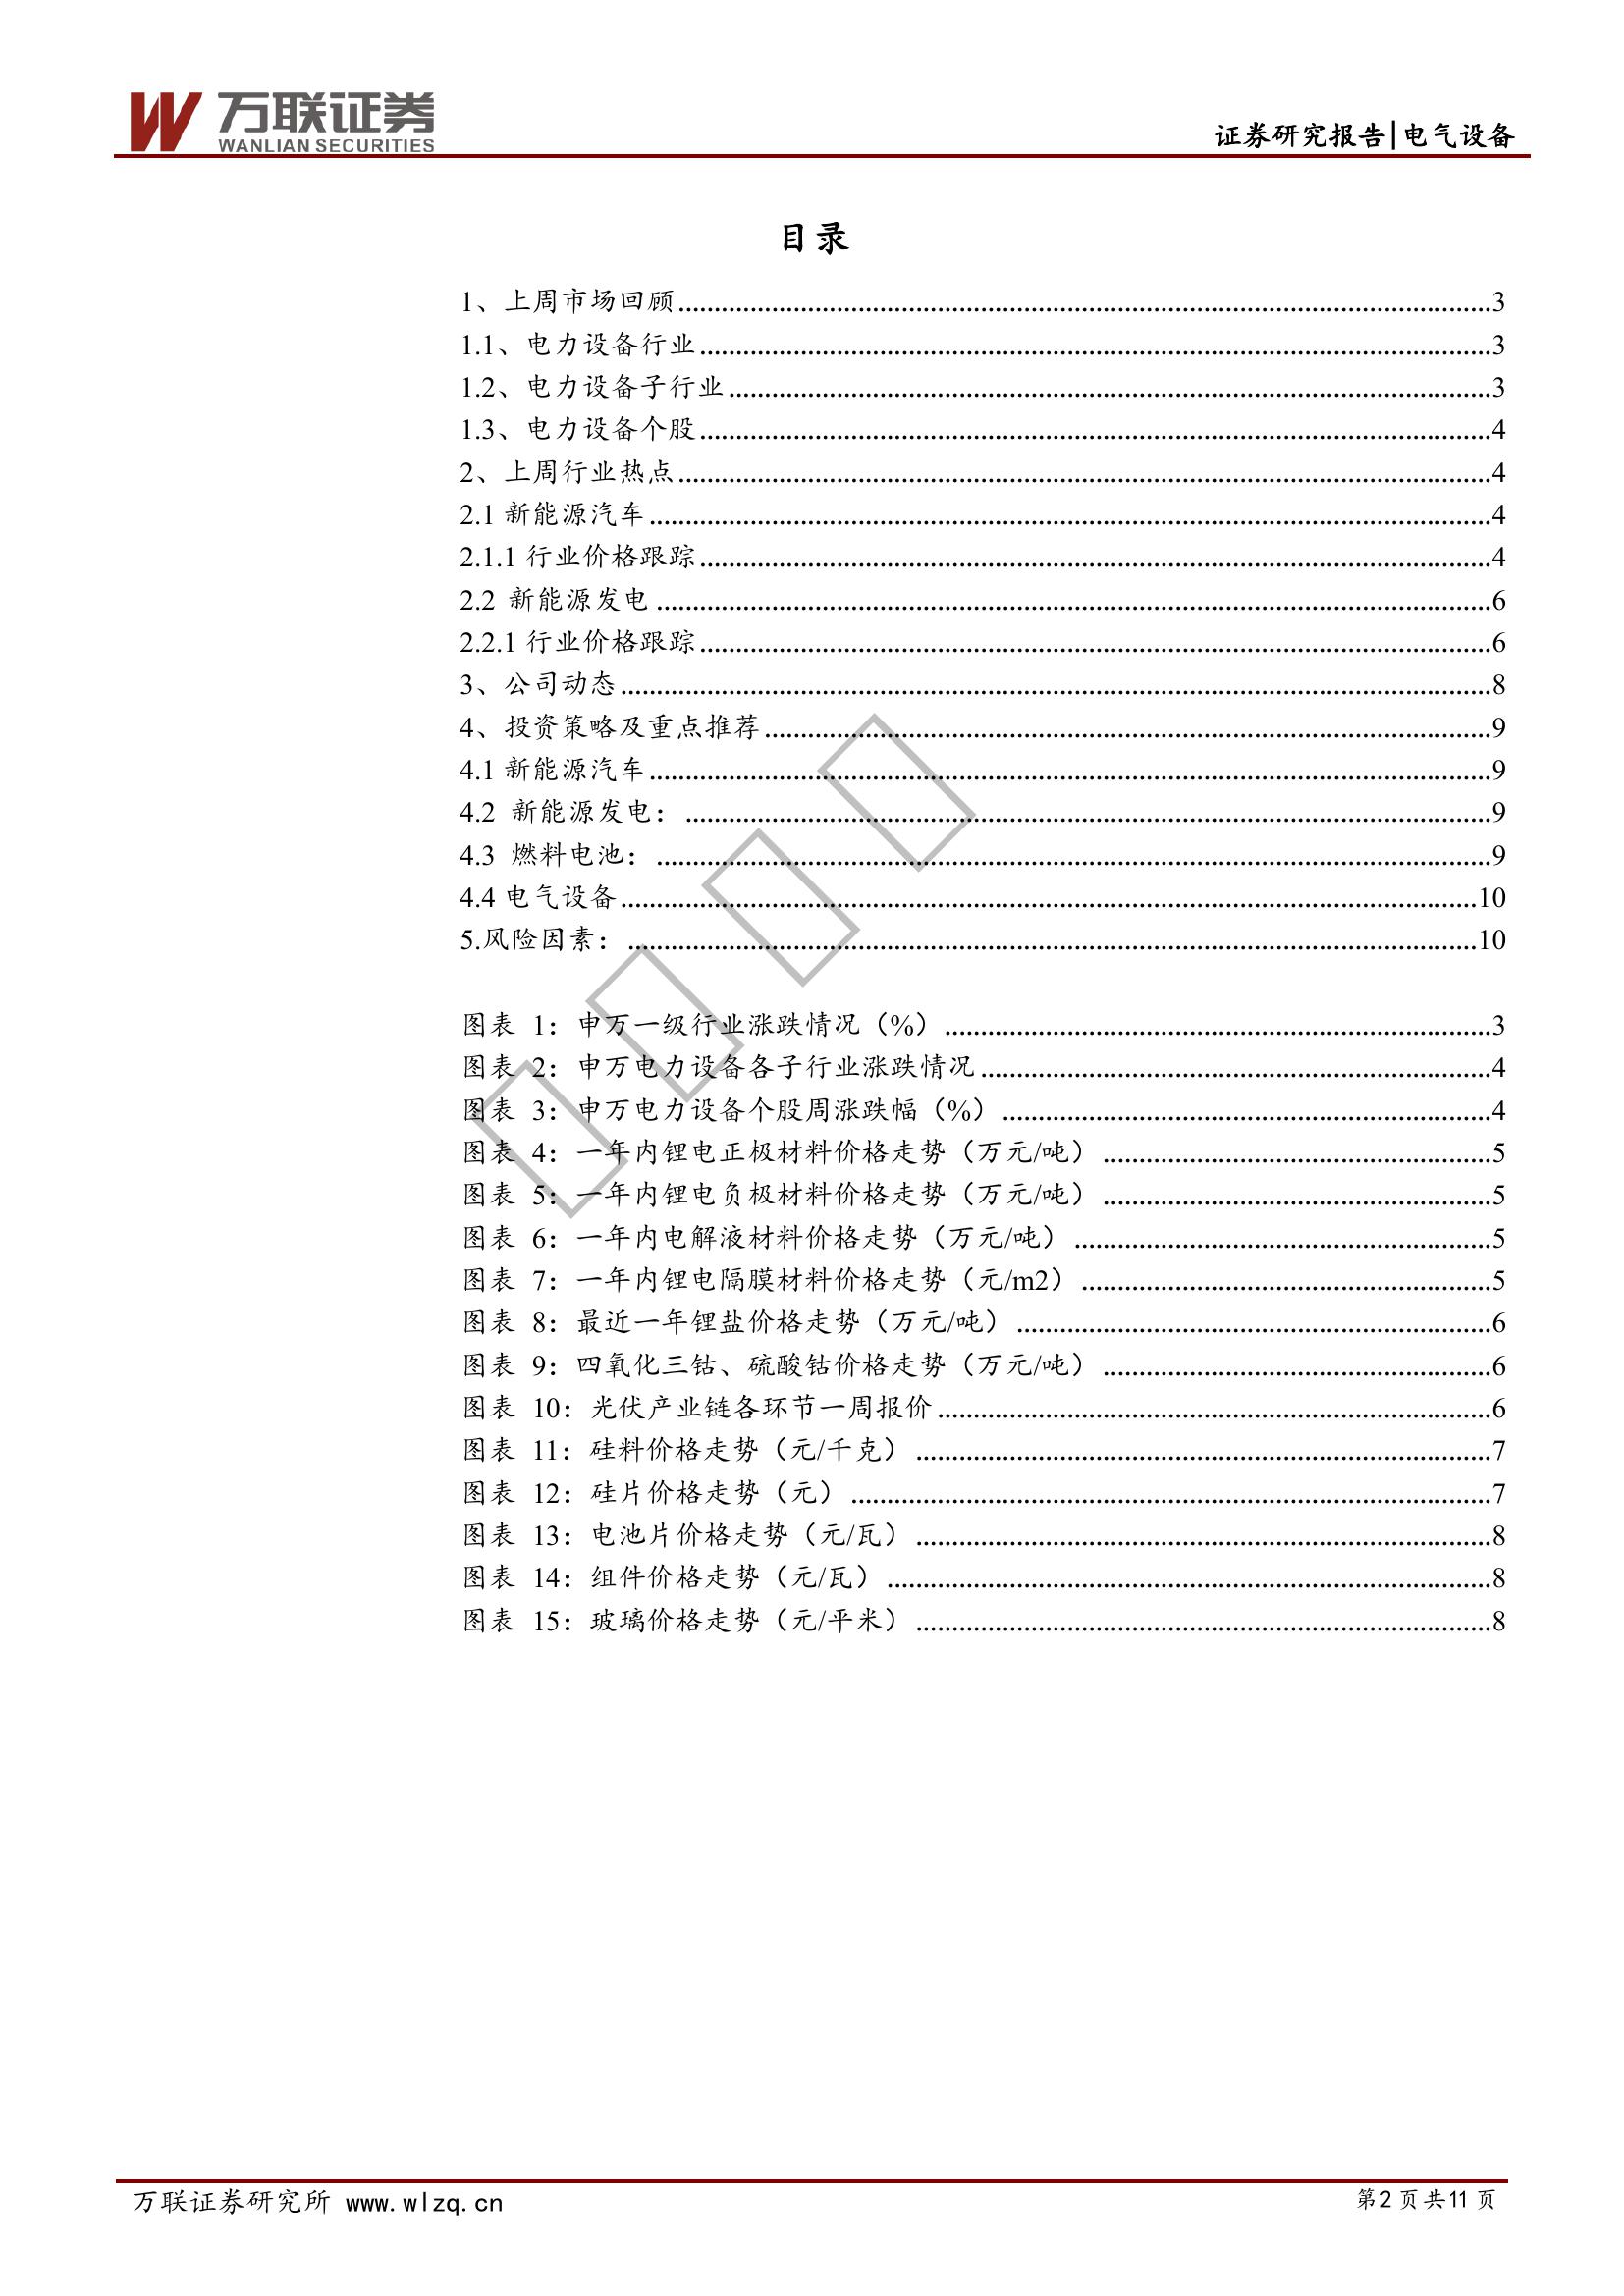 万联证券
WANLIAN SECURITIES
证券研究报告|电气设备
目录
1、上周市场回顾............3
1.1、电力设备行业............3
1.2、电力设备子行业............3
1.3、电力设备个股............4
2、上周行业热点............4
2.1 新能源汽车............4
2.1.1 行业价格跟踪............4
2.2 新能源发电............6
2.2.1 行业价格跟踪............6
3、公司动态............8
4、投资策略及重点推荐............9
4.1 新能源汽车............9
4.2 新能源发电：............9
4.3 燃料电池：............9
4.4 电气设备............10
5.风险因素：............10
图表 1：申万一级行业涨跌情况（%）............3
图表 2：申万电力设备各子行业涨跌情况............4
图表 3：申万电力设备个股周涨跌幅（%）............4
图表 4：一年内锂电正极材料价格走势（万元/吨）............5
图表 5：一年内锂电负极材料价格走势（万元/吨）............5
图表 6：一年内电解液材料价格走势（万元/吨）............5
图表 7：一年内锂电隔膜材料价格走势（元/m2）............5
图表 8：最近一年锂盐价格走势（万元/吨）............6
图表 9：四氧化三钴、硫酸钴价格走势（万元/吨）............6
图表 10：光伏产业链各环节一周报价............6
图表 11：硅料价格走势（元/千克）............7
图表 12：硅片价格走势（元）............7
图表 13：电池片价格走势（元/瓦）............8
图表 14：组件价格走势（元/瓦）............8
图表 15：玻璃价格走势（元/平米）............8
万联证券研究所 www.wlzq.cn
第2页共11页